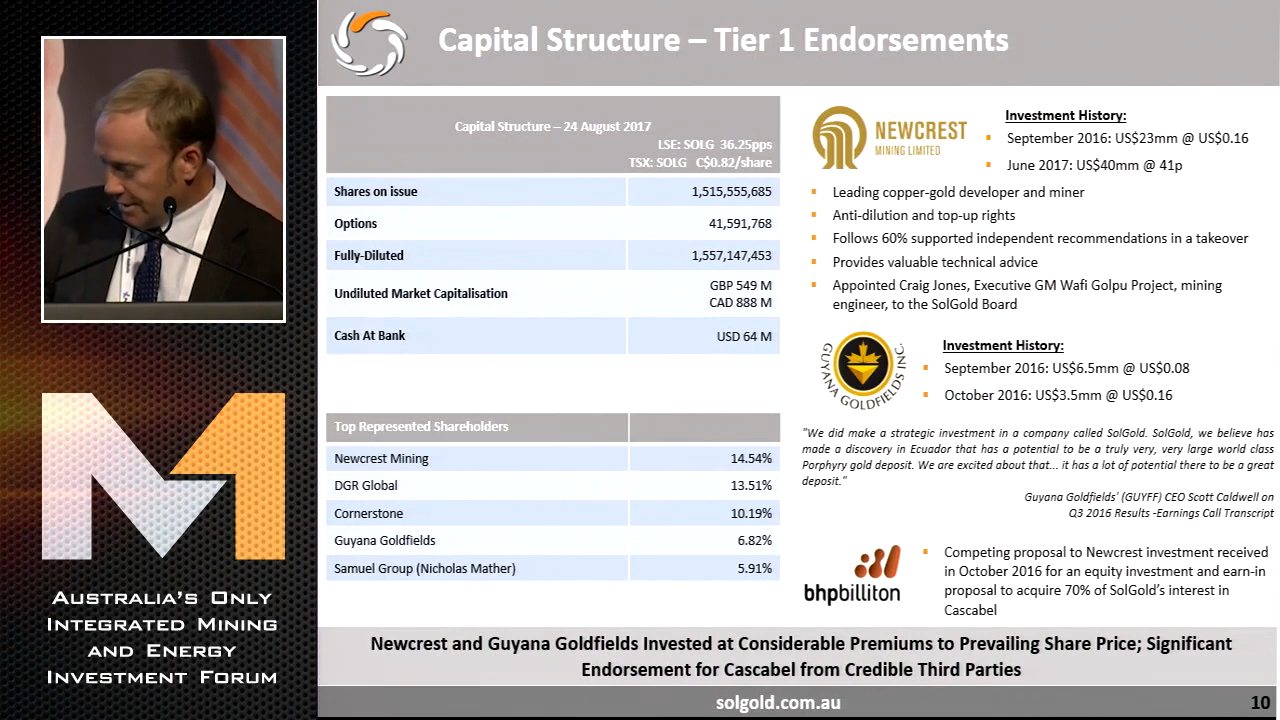 Capital Structure – Tier 1 Endorsements
Capital Structure – 24 August 2017
LSE: SOLG 36.25pps
TSX: SOLG C$0.82/share
Shares on issue 1,515,555,685
Options 41,591,768
Fully-Diluted 1,557,147,453
Undiluted Market Capitalisation GBP 549 M
CAD 888 M
Cash At Bank USD 64 M
Top Represented Shareholders
Newcrest Mining 14.54%
DGR Global 13.51%
Cornerstone 10.19%
Guyana Goldfields 6.82%
Samuel Group (Nicholas Mather) 5.91%
NEWCREST
MINING LIMITED
Investment History:
▪ September 2016: US$23mm @ US$0.16
▪ June 2017: US$40mm @ 41p
▪ Leading copper-gold developer and miner
▪ Anti-dilution and top-up rights
▪ Follows 60% supported independent recommendations in a takeover
▪ Provides valuable technical advice
▪ Appointed Craig Jones, Executive GM Wafi Golpu Project, mining
engineer, to the SolGold Board
GUYANA GOLDFIELDS INC.
Investment History:
▪ September 2016: US$6.5mm @ US$0.08
▪ October 2016: US$3.5mm @ US$0.16
"We did make a strategic investment in a company called SolGold. SolGold, we believe has
made a discovery in Ecuador that has a potential to be a truly very, very large world class
Porphyry gold deposit. We are excited about that... it has a lot of potential there to be a great
deposit."
Guyana Goldfields' (GUYFF) CEO Scott Caldwell on
Q3 2016 Results -Earnings Call Transcript
bhpbilliton
▪ Competing proposal to Newcrest investment received
in October 2016 for an equity investment and earn-in
proposal to acquire 70% of SolGold's interest in
Cascabel
Newcrest and Guyana Goldfields Invested at Considerable Premiums to Prevailing Share Price; Significant
Endorsement for Cascabel from Credible Third Parties
solgold.com.au
10
Australia's Only
Integrated Mining
and Energy
Investment Forum